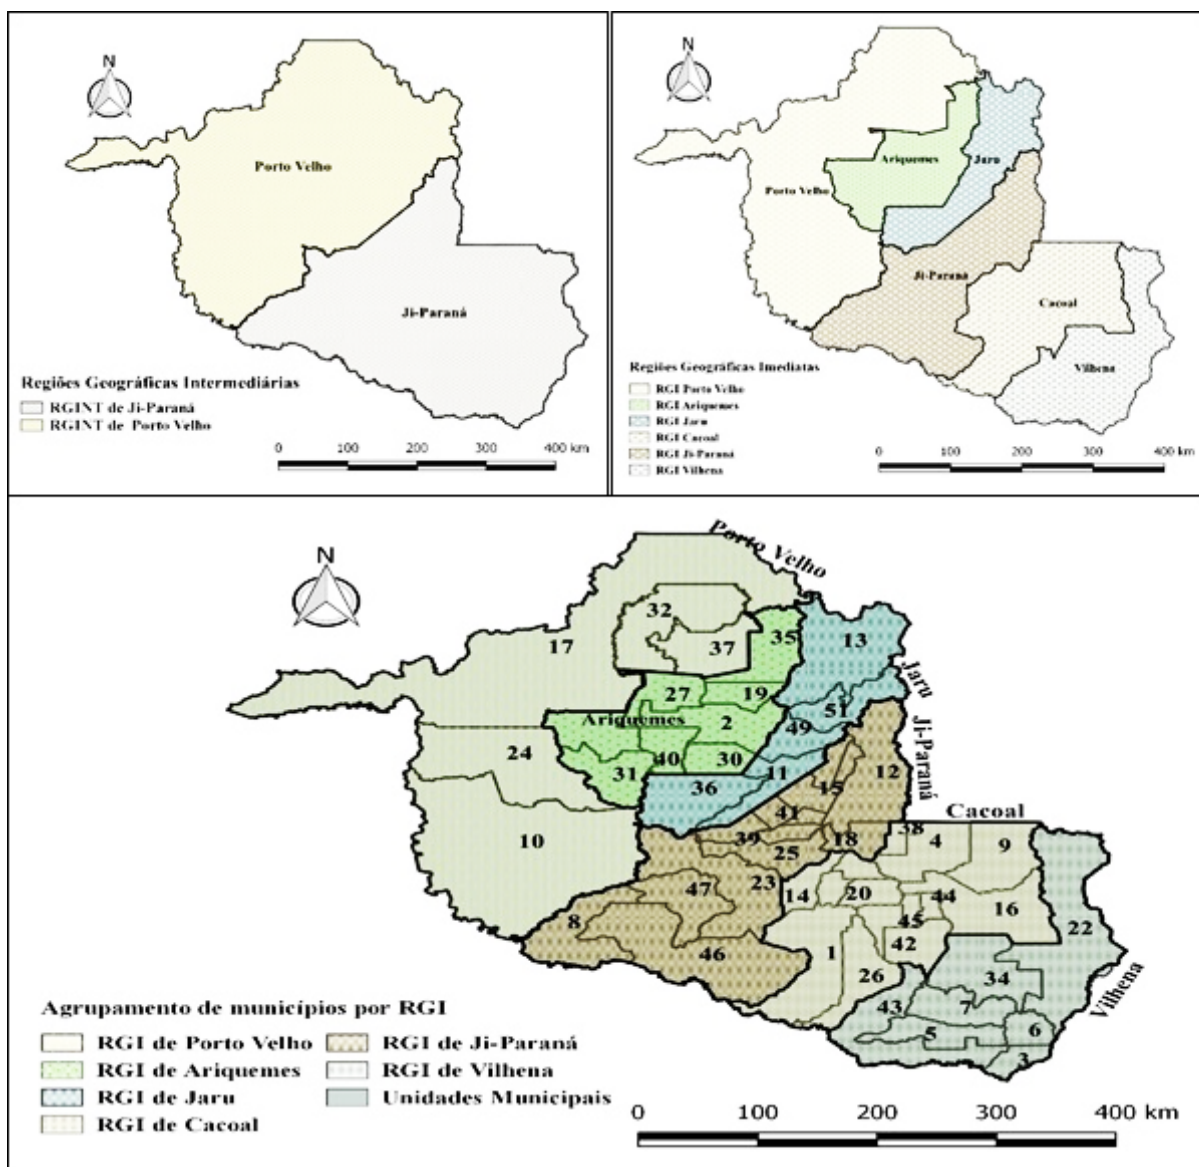 N
Porto Velho
Ji-Paraná
Regiões Geográficas Intermediárias
RGINT de Ji-Paraná
RGINT de Porto Velho
0 100 200 300 400 km
N
Ariquemes
Jaru
Porto Velho
Ji-Paraná
Cacoal
Vilhena
Regiões Geográficas Imediatas
RGI Porto Velho
RGI Ariquemes
RGI Jaru
RGI Cacoal
RGI Ji-Paraná
RGI Vilhena
0 100 200 300 400 km
N
Porto Velho
32
35
17
37
13
Jaru
27
19
51
Ariquemes
2
49
Ji-Paraná
24
40
30
31
11
12
36
15
41
Cacoal
38
10
39
18
4
9
25
47
23
14
20
44
16
8
45
22
1
42
46
26
34
Vilhena
43
7
5
6
3
Agrupamento de municípios por RGI
RGI de Porto Velho
RGI de Ji-Paraná
RGI de Ariquemes
RGI de Vilhena
RGI de Jaru
Unidades Municipais
RGI de Cacoal
0 100 200 300 400 km